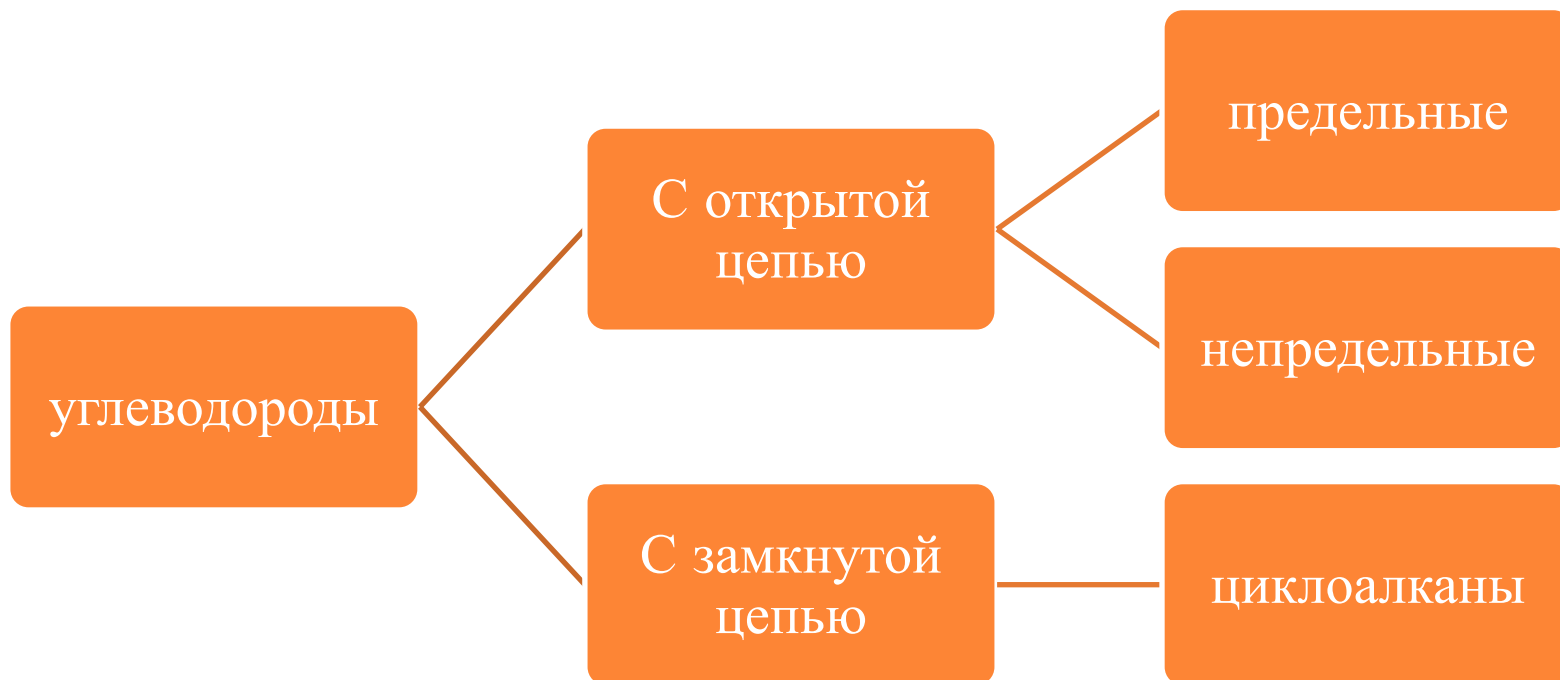 углеводороды
С открытой
цепью
предельные
непредельные
С замкнутой
цепью
циклоалканы